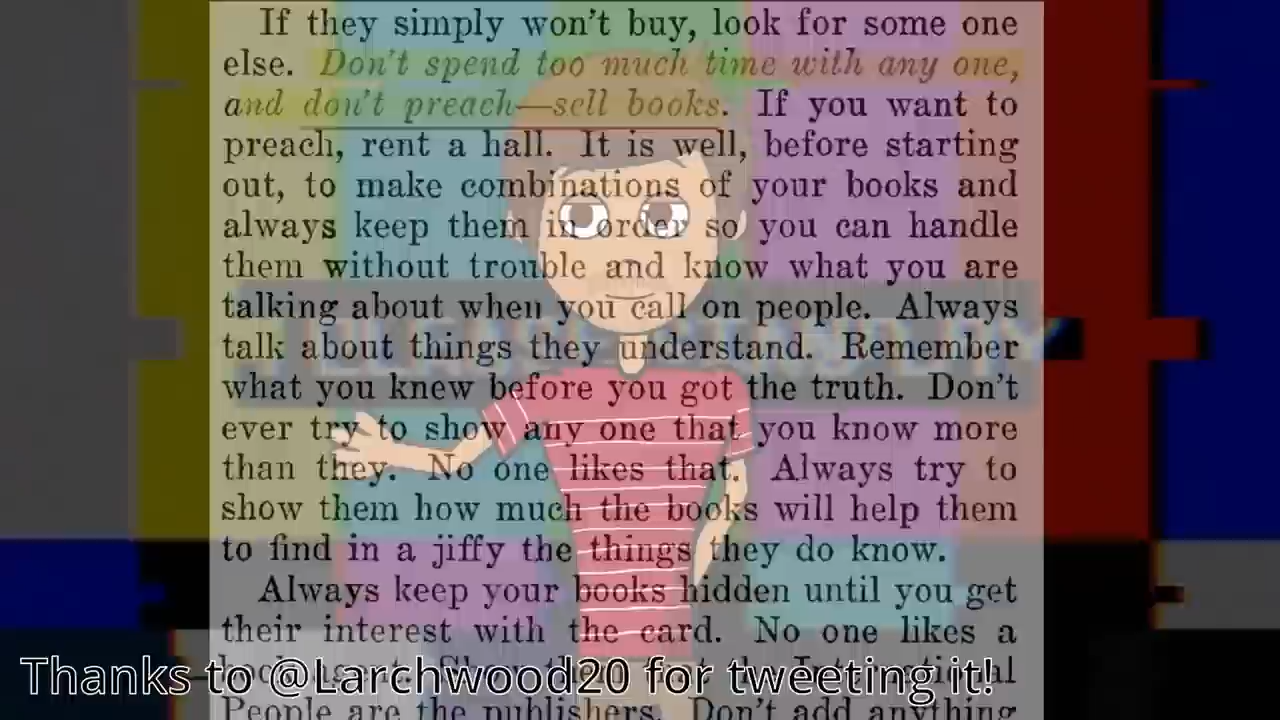 If they simply won't buy, look for some one
else. Don't spend too much time with any one,
and don't preach—sell books. If you want to
preach, rent a hall. It is well, before starting
out, to make combinations of your books and
always keep them in order so you can handle
them without trouble and know what you are
talking about when you call on people. Always
talk about things they understand. Remember
what you knew before you got the truth. Don't
ever try to show any one that you know more
than they. No one likes that. Always try to
show them how much the books will help them
to find in a jiffy the things they do know.
Always keep your books hidden until you get
their interest with the card. No one likes a
Thanks to @Larchwood20 for tweeting it!
People are the publishers. Don't add anything